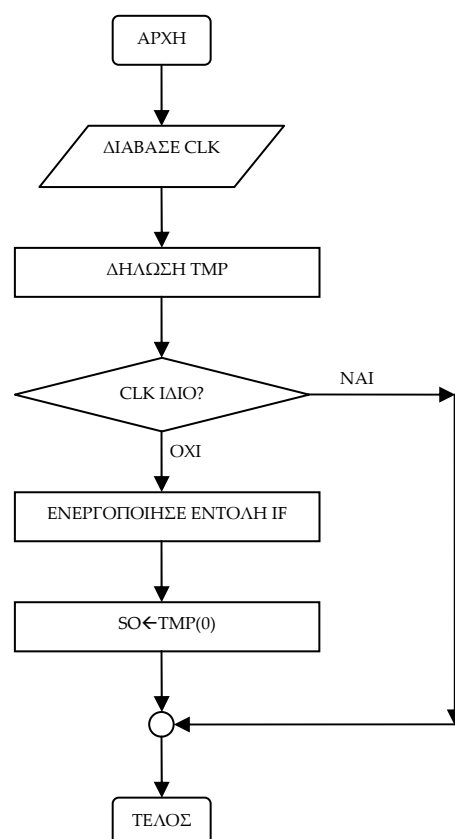 ΑΡΧΗ
ΔΙΑΒΑΣΕ CLK
ΔΗΛΩΣΗ TMP
CLK ΙΔΙΟ?
ΝΑΙ
ΟΧΙ
ΕΝΕΡΓΟΠΟΙΗΣΕ ΕΝΤΟΛΗ IF
SO←TMP(0)
ΤΕΛΟΣ